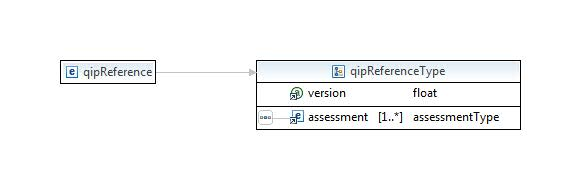 qipReference
qipReferenceType
version float
assessment [1..*] assessmentType